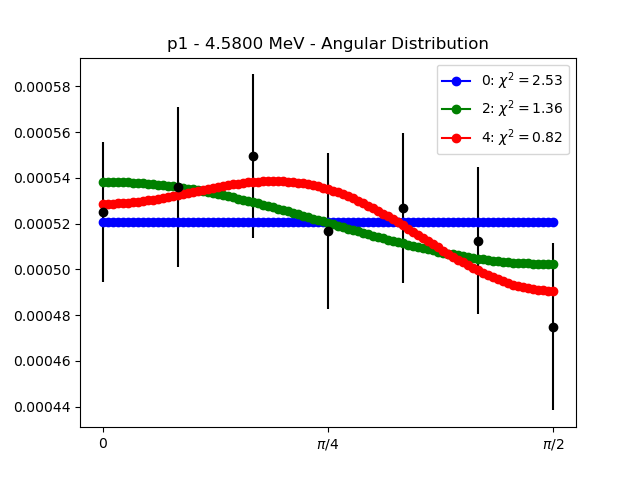 p1 - 4.5800 MeV - Angular Distribution
0: χ² = 2.53
2: χ² = 1.36
4: χ² = 0.82
0.00058
0.00056
0.00054
0.00052
0.00050
0.00048
0.00046
0.00044
0 π/4 π/2